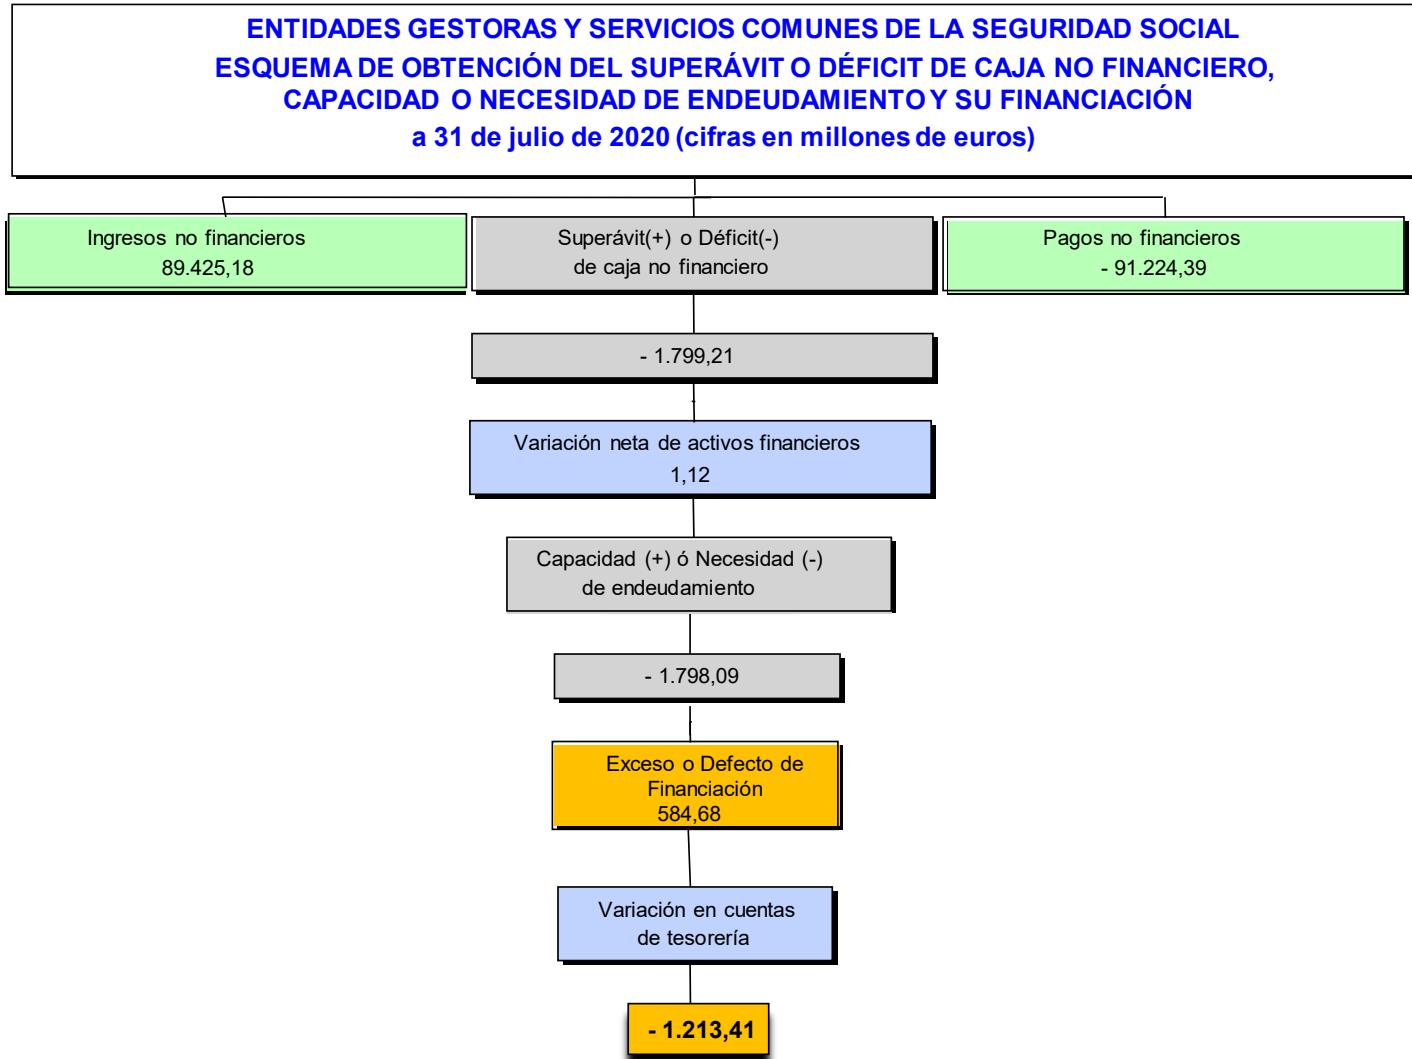 ENTIDADES GESTORAS Y SERVICIOS COMUNES DE LA SEGURIDAD SOCIAL
ESQUEMA DE OBTENCIÓN DEL SUPERÁVIT O DÉFICIT DE CAJA NO FINANCIERO,
CAPACIDAD O NECESIDAD DE ENDEUDAMIENTO Y SU FINANCIACIÓN
a 31 de julio de 2020 (cifras en millones de euros)
Ingresos no financieros
89.425,18
Superávit(+) o Déficit(-)
de caja no financiero
Pagos no financieros
- 91.224,39
- 1.799,21
Variación neta de activos financieros
1,12
Capacidad (+) ó Necesidad (-)
de endeudamiento
- 1.798,09
Exceso o Defecto de
Financiación
584,68
Variación en cuentas
de tesorería
- 1.213,41